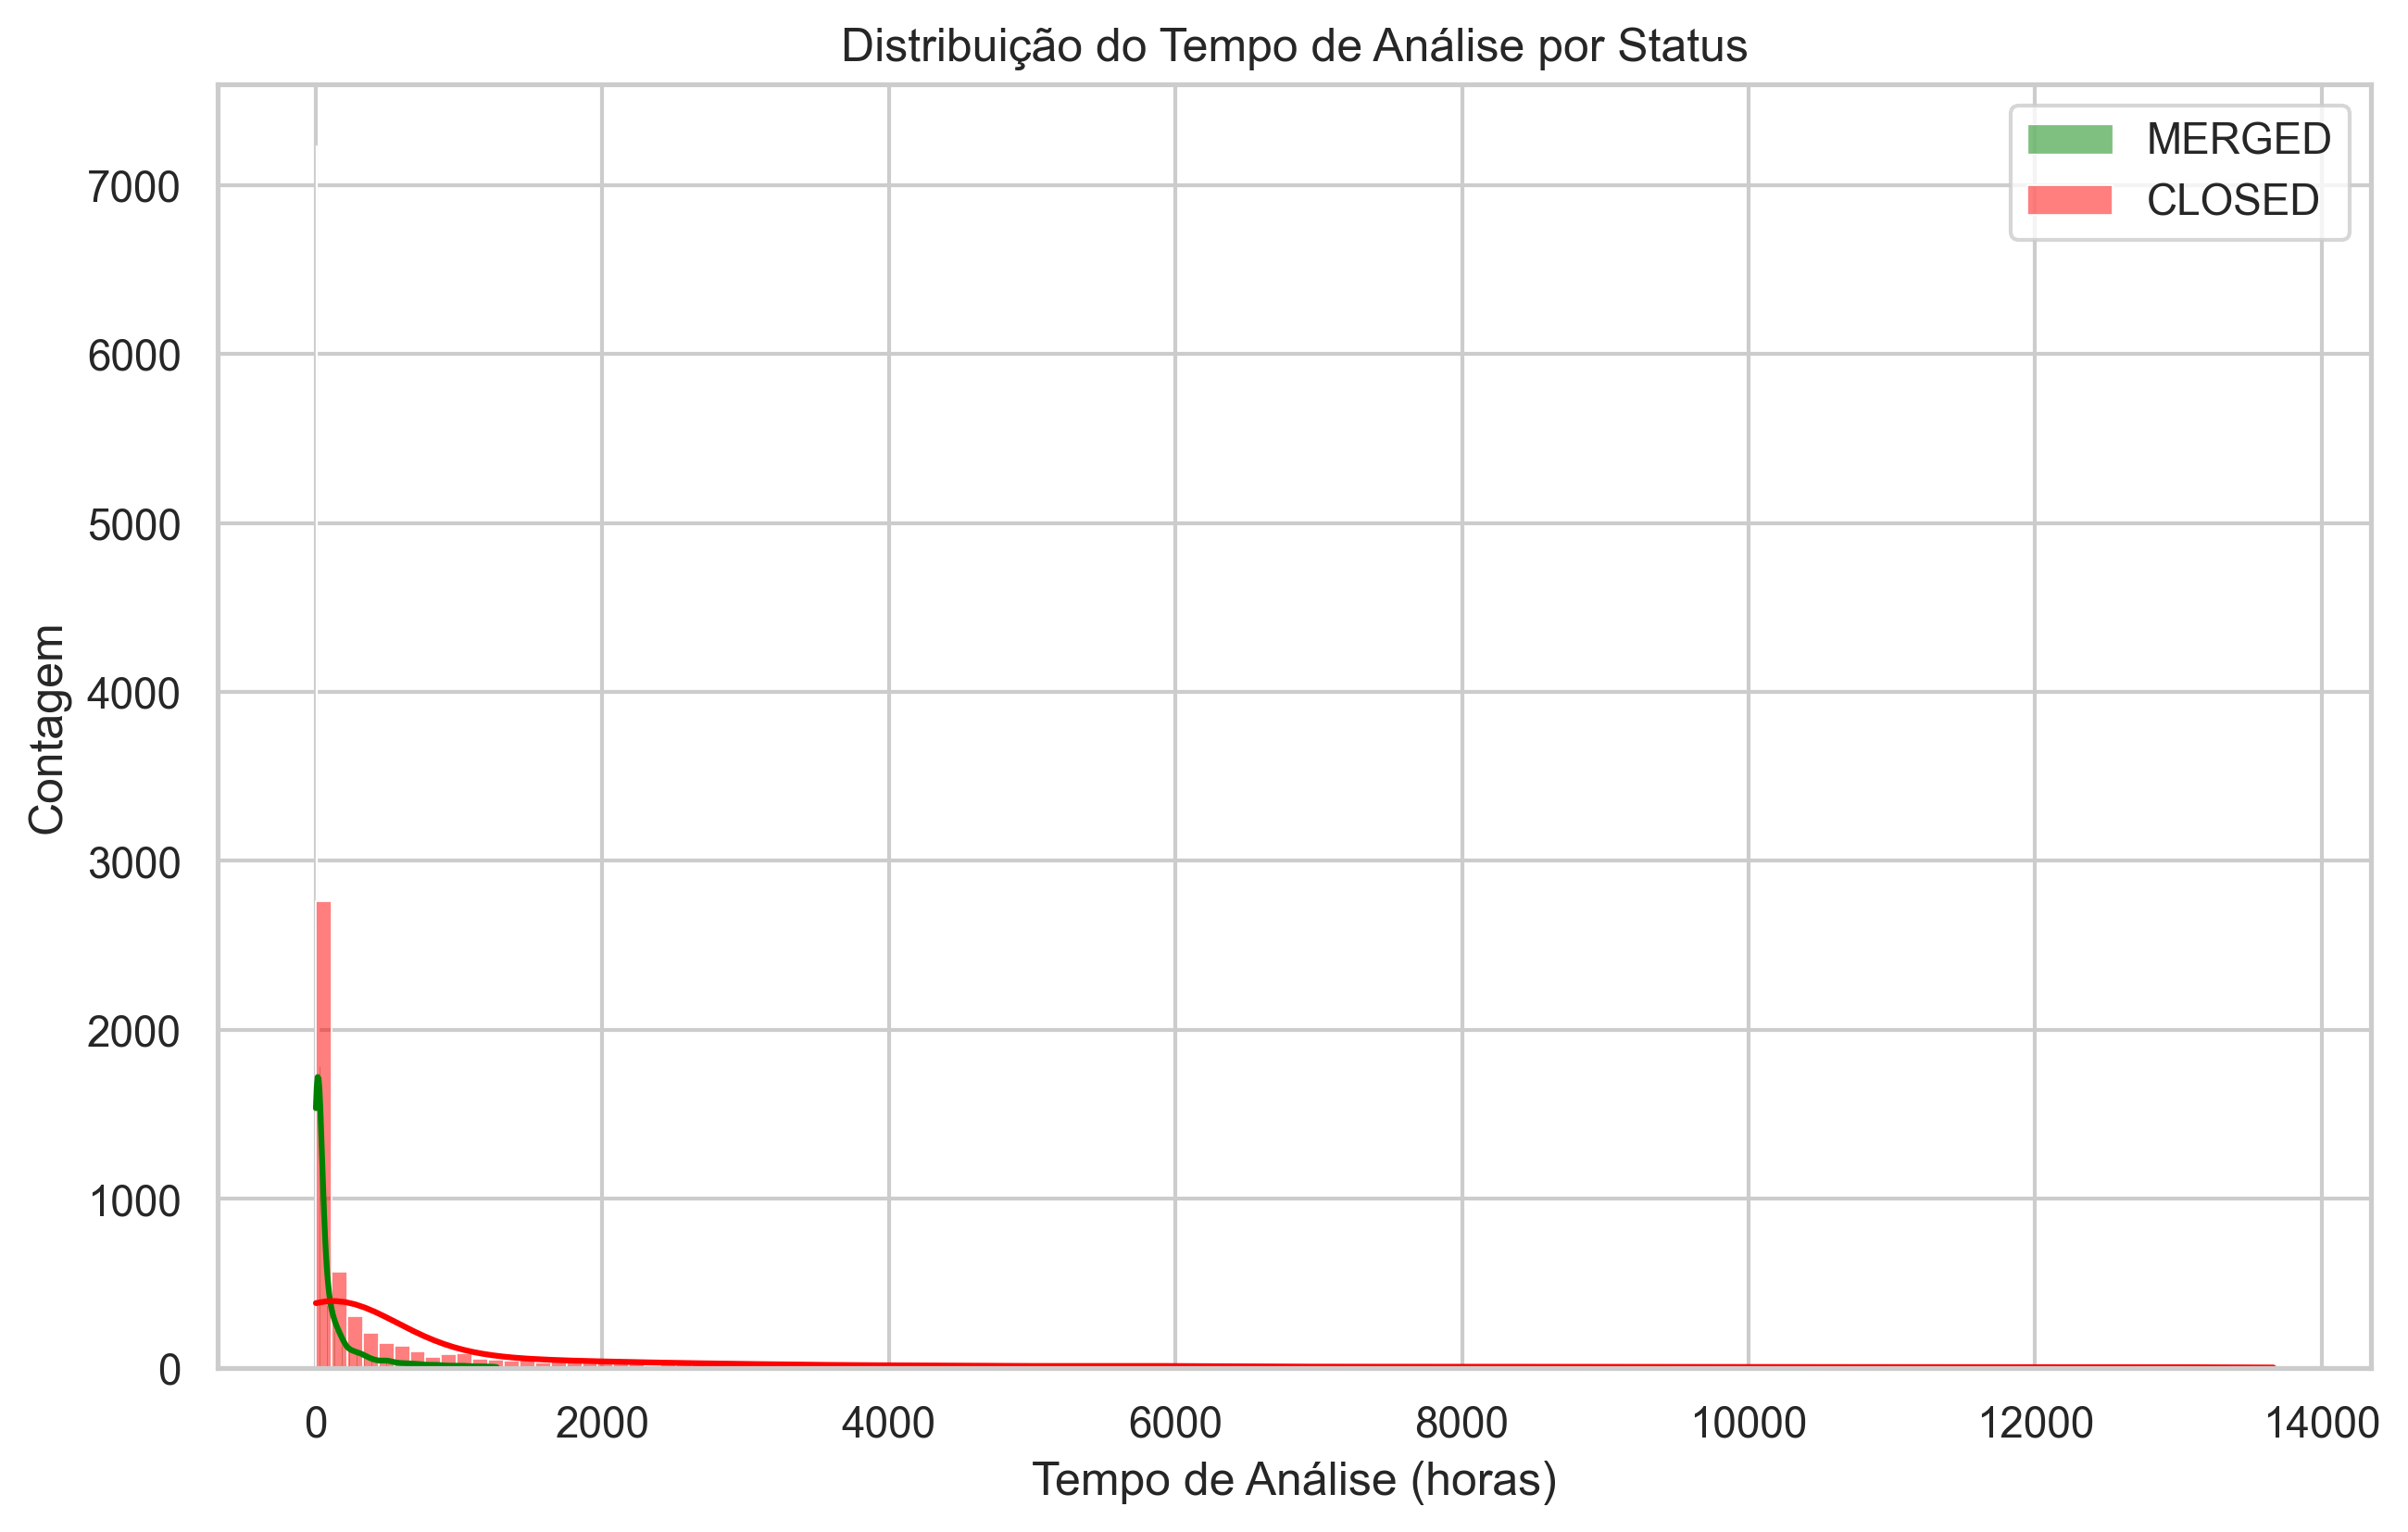 Distribuição do Tempo de Análise por Status
MERGED
CLOSED
Contagem
7000
6000
5000
4000
3000
2000
1000
0
0 2000 4000 6000 8000 10000 12000 14000
Tempo de Análise (horas)